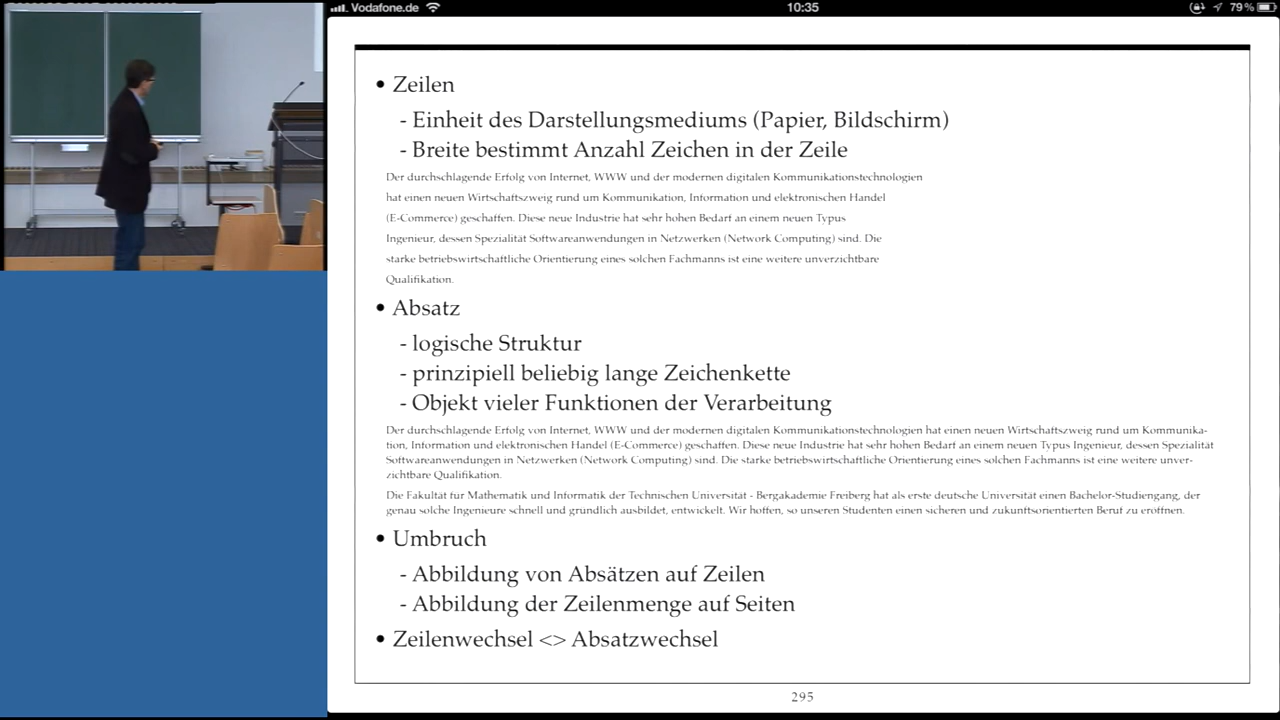 Vodafone.de
10:35
79%
• Zeilen
- Einheit des Darstellungsmediums (Papier, Bildschirm)
- Breite bestimmt Anzahl Zeichen in der Zeile
Der durchschlagende Erfolg von Internet, WWW und der modernen digitalen Kommunikationstechnologien
hat einen neuen Wirtschaftszweig rund um Kommunikation, Information und elektronischen Handel
(E-Commerce) geschaffen. Diese neue Industrie hat sehr hohen Bedarf an einem neuen Typus
Ingenieur, dessen Spezialität Softwareanwendungen in Netzwerken (Network Computing) sind. Die
starke betriebswirtschaftliche Orientierung eines solchen Fachmanns ist eine weitere unverzichtbare
Qualifikation.
• Absatz
- logische Struktur
- prinzipiell beliebig lange Zeichenkette
- Objekt vieler Funktionen der Verarbeitung
Der durchschlagende Erfolg von Internet, WWW und der modernen digitalen Kommunikationstechnologien hat einen neuen Wirtschaftszweig rund um Kommunika-
tion, Information und elektronischen Handel (E-Commerce) geschaffen. Diese neue Industrie hat sehr hohen Bedarf an einem neuen Typus Ingenieur, dessen Spezialität
Softwareanwendungen in Netzwerken (Network Computing) sind. Die starke betriebswirtschaftliche Orientierung eines solchen Fachmanns ist eine weitere unver-
zichtbare Qualifikation.
Die Fakultät für Mathematik und Informatik der Technischen Universität - Bergakademie Freiberg hat als erste deutsche Universität einen Bachelor-Studiengang, der
genau solche Ingenieure schnell und gründlich ausbildet, entwickelt. Wir hoffen, so unseren Studenten einen sicheren und zukunftsorientierten Beruf zu eröffnen.
• Umbruch
- Abbildung von Absätzen auf Zeilen
- Abbildung der Zeilenmenge auf Seiten
• Zeilenwechsel <> Absatzwechsel
295